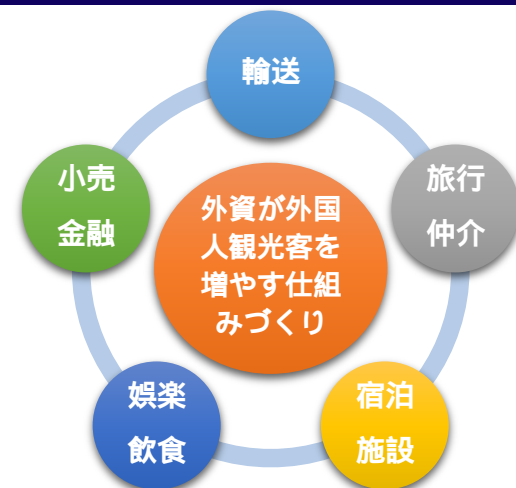 輸送
旅行
仲介
宿泊
施設
娯楽
飲食
小売
金融
外資が外国
人観光客を
増やす仕組
みづくり